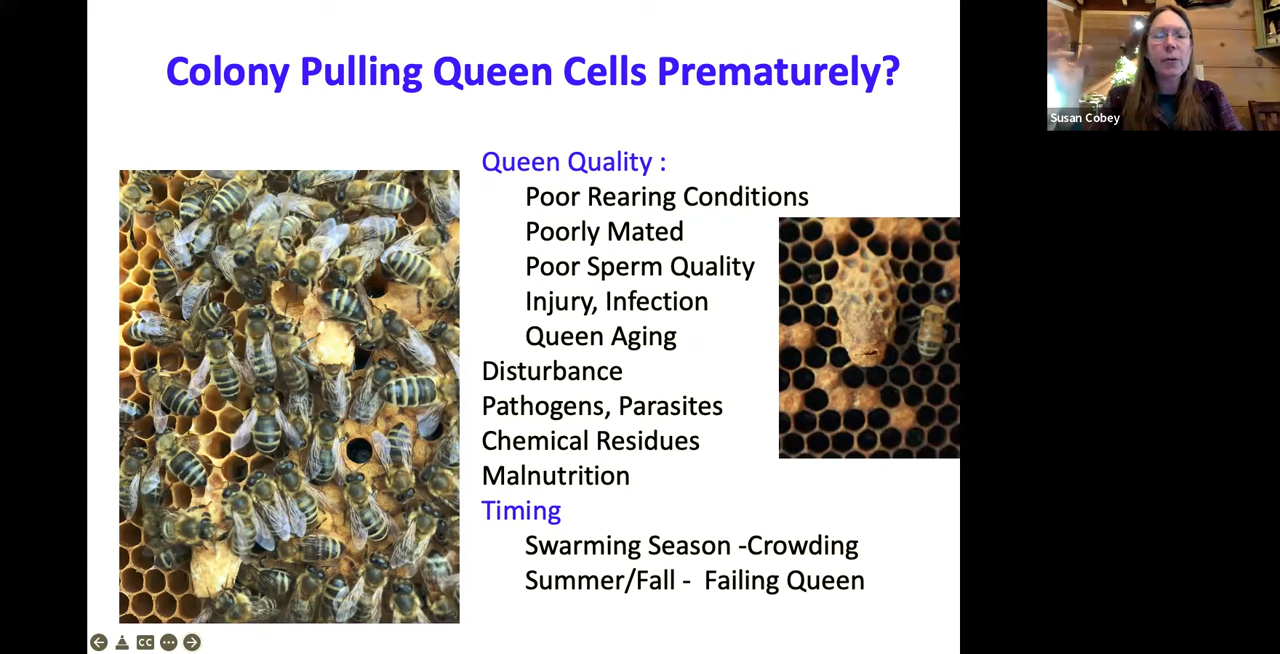 Colony Pulling Queen Cells Prematurely?
Susan Cobey
Queen Quality :
Poor Rearing Conditions
Poorly Mated
Poor Sperm Quality
Injury, Infection
Queen Aging
Disturbance
Pathogens, Parasites
Chemical Residues
Malnutrition
Timing
Swarming Season -Crowding
Summer/Fall - Failing Queen
CC